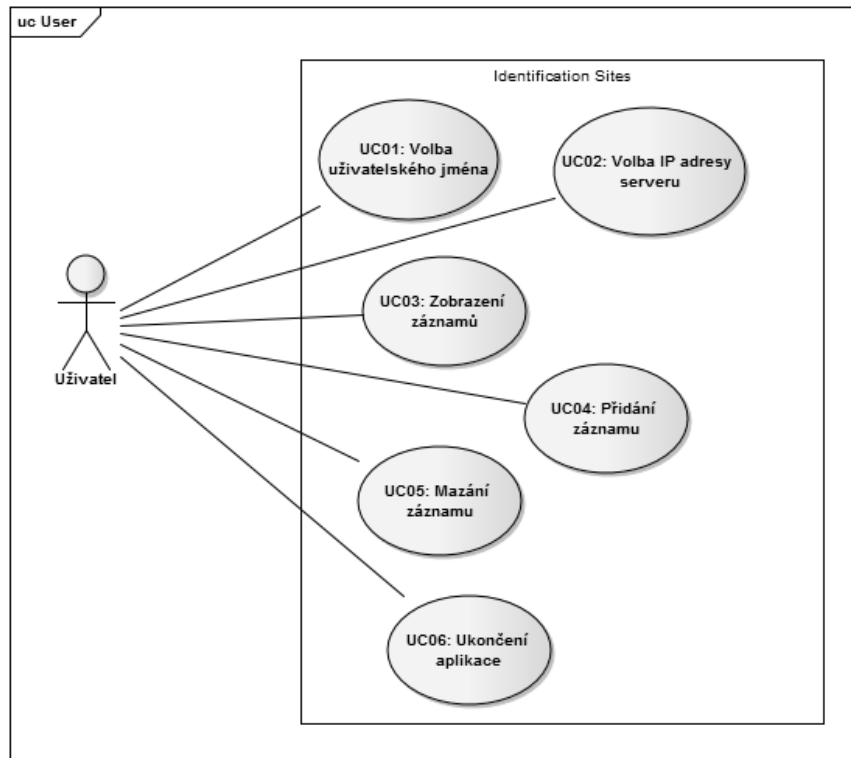 uc User
Identification Sites
UC01: Volba
uživatelského jména
UC02: Volba IP adresy
serveru
UC03: Zobrazení
záznamů
Uživatel
UC04: Přidání
záznamu
UC05: Mazání
záznamu
UC06: Ukončení
aplikace